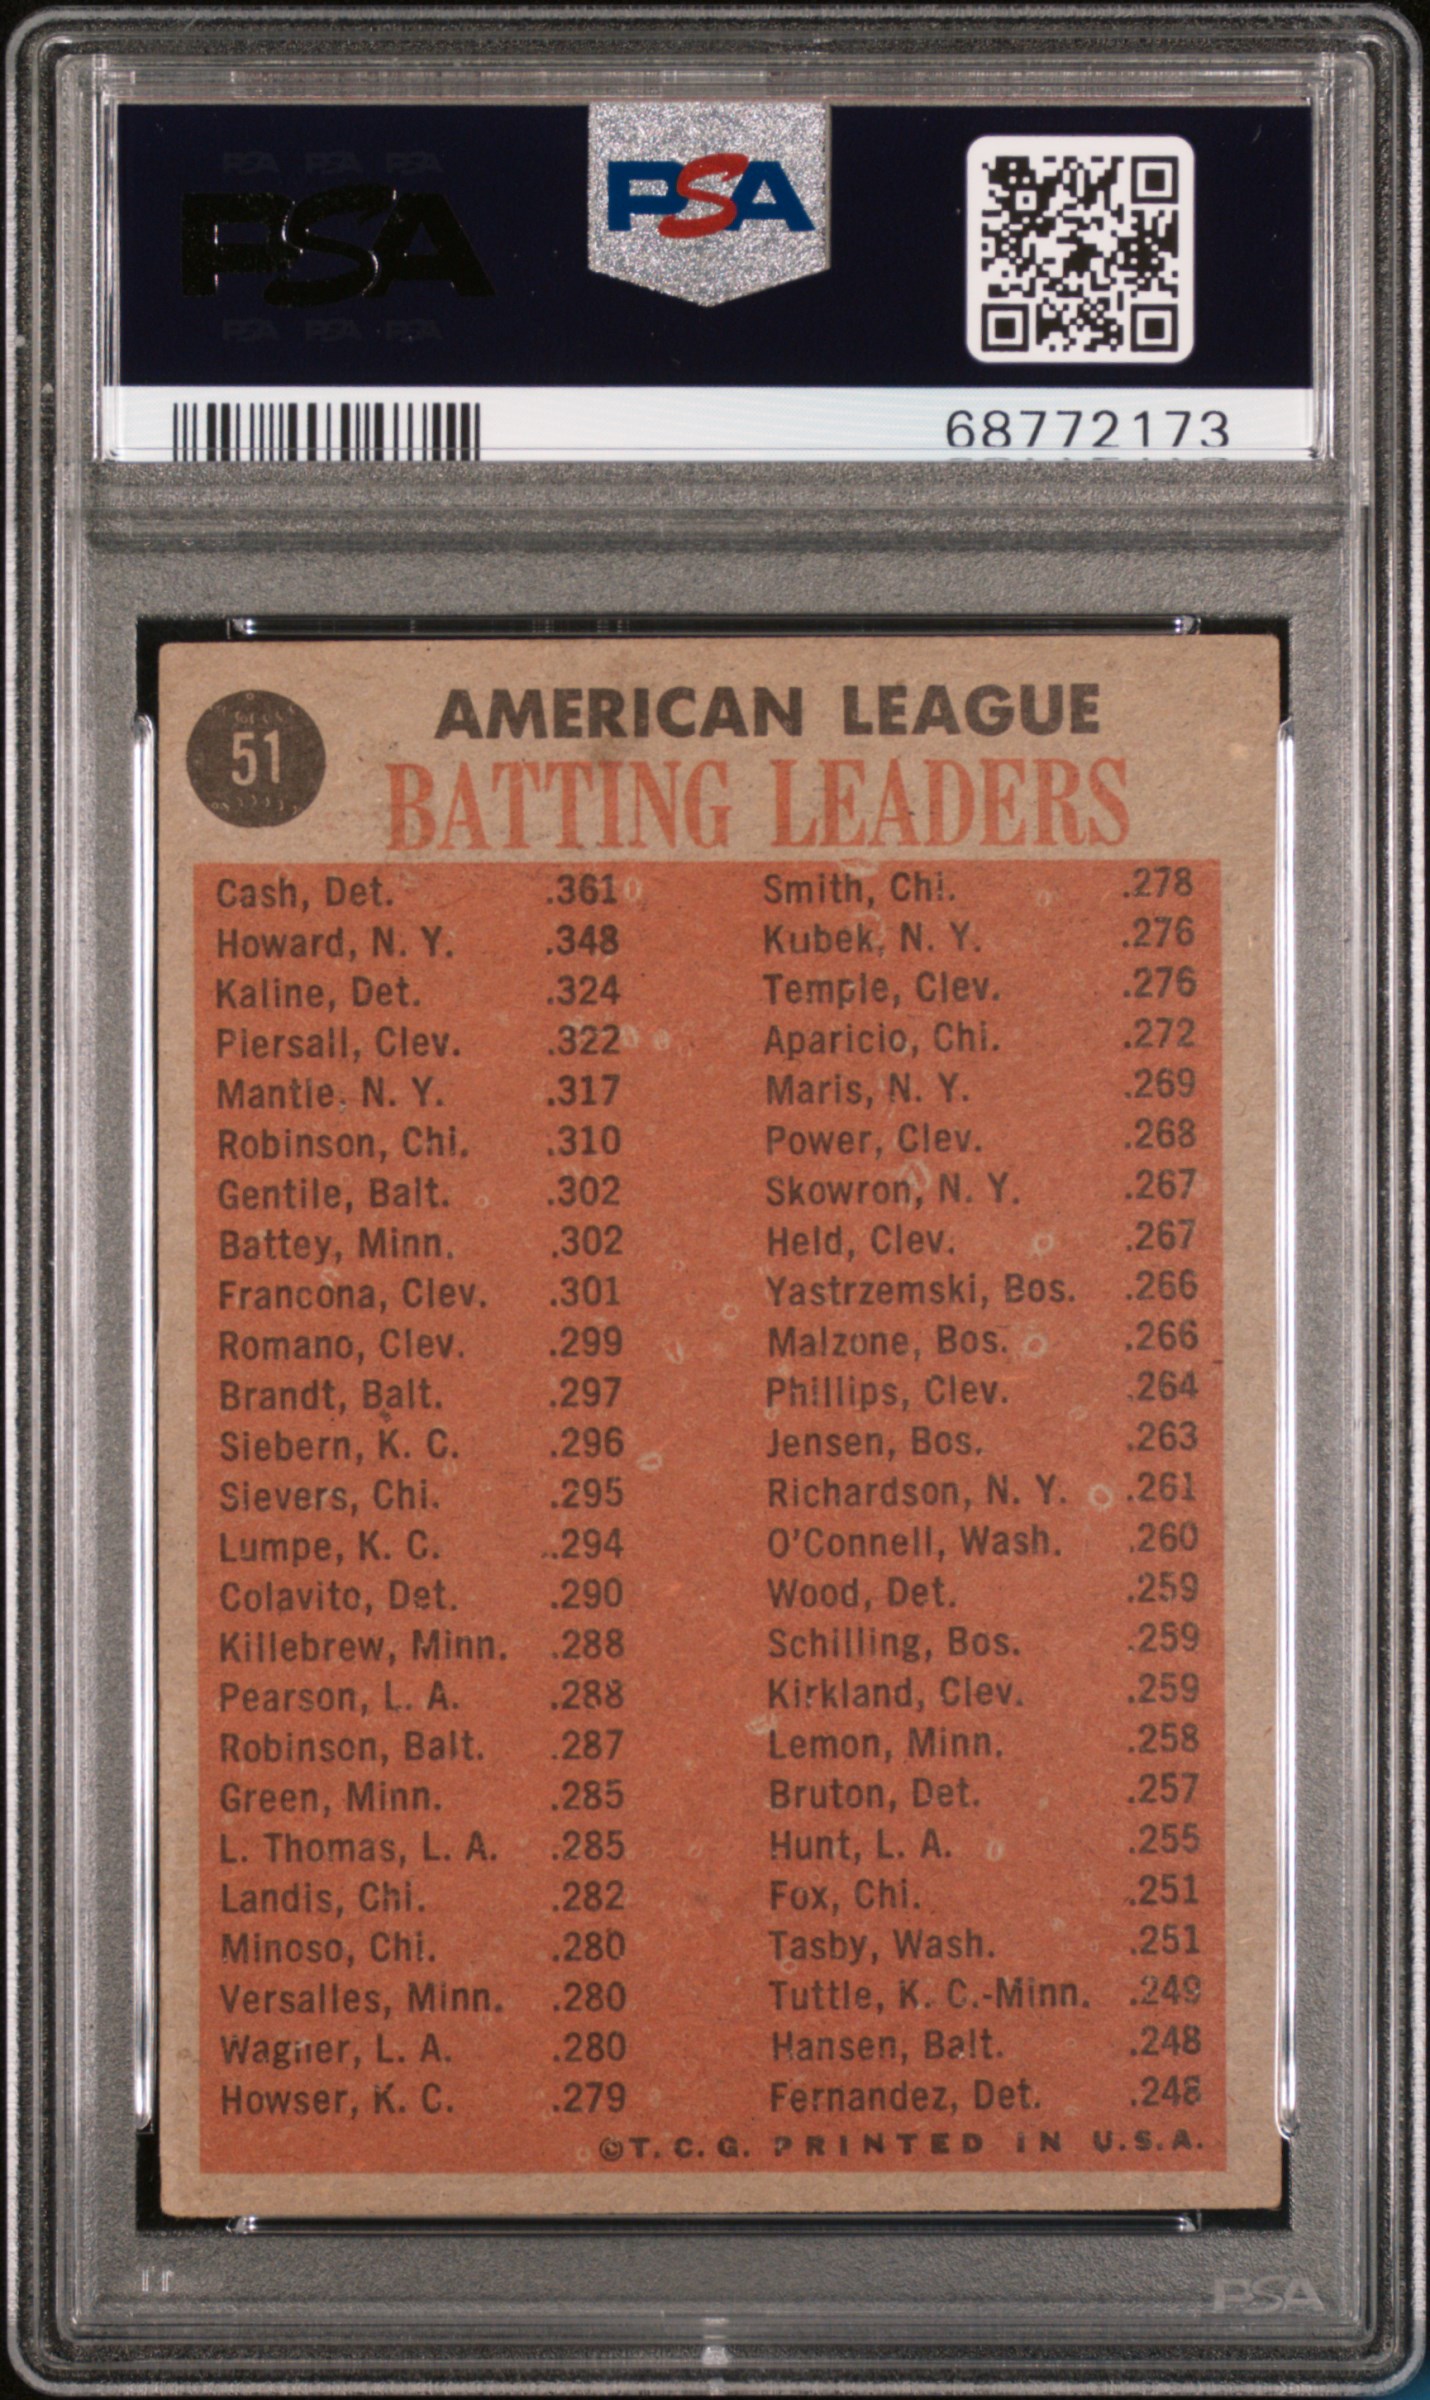 PSA PSA PSA
PSA
PSA PSA PSA
PSA
68772173
51
AMERICAN LEAGUE
BATTING LEADERS
Cash, Det. .361 Smith, Chi. .278
Howard, N. Y. .348 Kubek, N. Y. .276
Kaline, Det. .324 Temple, Clev. .276
Piersall, Clev. .322 Aparicio, Chi. .272
Mantle, N. Y. .317 Maris, N. Y. .269
Robinson, Chi. .310 Power, Clev. .268
Gentile, Balt. .302 Skowron, N. Y. .267
Battey, Minn. .302 Held, Clev. .267
Francona, Clev. .301 Yastrzemski, Bos. .266
Romano, Clev. .299 Malzone, Bos. .266
Brandt, Balt. .297 Phillips, Clev. .264
Siebern, K. C. .296 Jensen, Bos. .263
Sievers, Chi. .295 Richardson, N. Y. .261
Lumpe, K. C. .294 O'Connell, Wash. .260
Colavito, Det. .290 Wood, Det. .259
Killebrew, Minn. .288 Schilling, Bos. .259
Pearson, L. A. .288 Kirkland, Clev. .259
Robinson, Balt. .287 Lemon, Minn. .258
Green, Minn. .285 Bruton, Det. .257
L. Thomas, L. A. .285 Hunt, L. A. .255
Landis, Chi. .282 Fox, Chi. .251
Minoso, Chi. .280 Tasby, Wash. .251
Versalles, Minn. .280 Tuttle, K. C.-Minn. .249
Wagner, L. A. .280 Hansen, Balt. .248
Howser, K. C. .279 Fernandez, Det. .248
©T. C. G. PRINTED IN U.S.A.
PSA